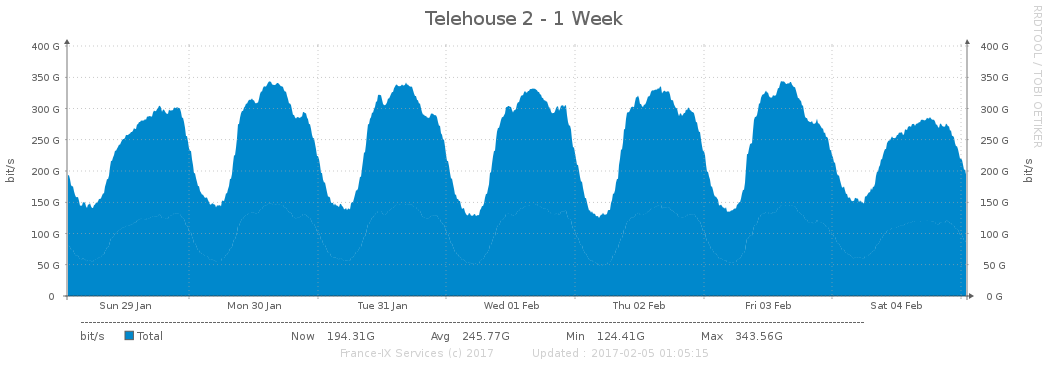 Telehouse 2 - 1 Week
RRDTOOL / TOBI OETIKER
400 G 400 G
350 G 350 G
300 G 300 G
250 G 250 G
200 G 200 G
150 G 150 G
100 G 100 G
50 G 50 G
0 0 G
bit/s
bit/s
Sun 29 Jan Mon 30 Jan Tue 31 Jan Wed 01 Feb Thu 02 Feb Fri 03 Feb Sat 04 Feb
bit/s Total Now 194.31G Avg 245.77G Min 124.41G Max 343.56G
France-IX Services (c) 2017 Updated : 2017-02-05 01:05:15